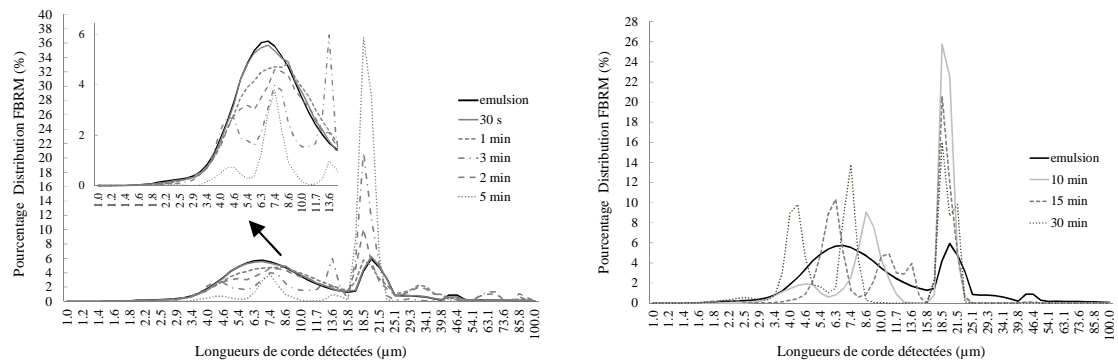 Pourcentage Distribution FBRM (%)
40
38
36
34
32
30
28
26
24
22
20
18
16
14
12
10
8
6
4
2
0
6
4
2
0
1.0 1.2 1.4 1.6 1.8 2.2 2.5 2.9 3.4 4.0 4.6 5.4 6.3 7.4 8.6 10.0 11.7 13.6
emulsion
30 s
1 min
3 min
2 min
5 min
1.0 1.2 1.4 1.6 1.8 2.2 2.5 2.9 3.4 4.0 4.6 5.4 6.3 7.4 8.6 10.0 11.7 13.6 15.8 18.5 21.5 25.1 29.3 34.1 39.8 46.4 54.1 63.1 73.6 85.8 100.0
Longueurs de corde détectées (µm)
Pourcentage Distribution FBRM (%)
28
26
24
22
20
18
16
14
12
10
8
6
4
2
0
emulsion
10 min
15 min
30 min
1.0 1.2 1.4 1.6 1.8 2.2 2.5 2.9 3.4 4.0 4.6 5.4 6.3 7.4 8.6 10.0 11.7 13.6 15.8 18.5 21.5 25.1 29.3 34.1 39.8 46.4 54.1 63.1 73.6 85.8 100.0
Longueurs de corde détectées (µm)